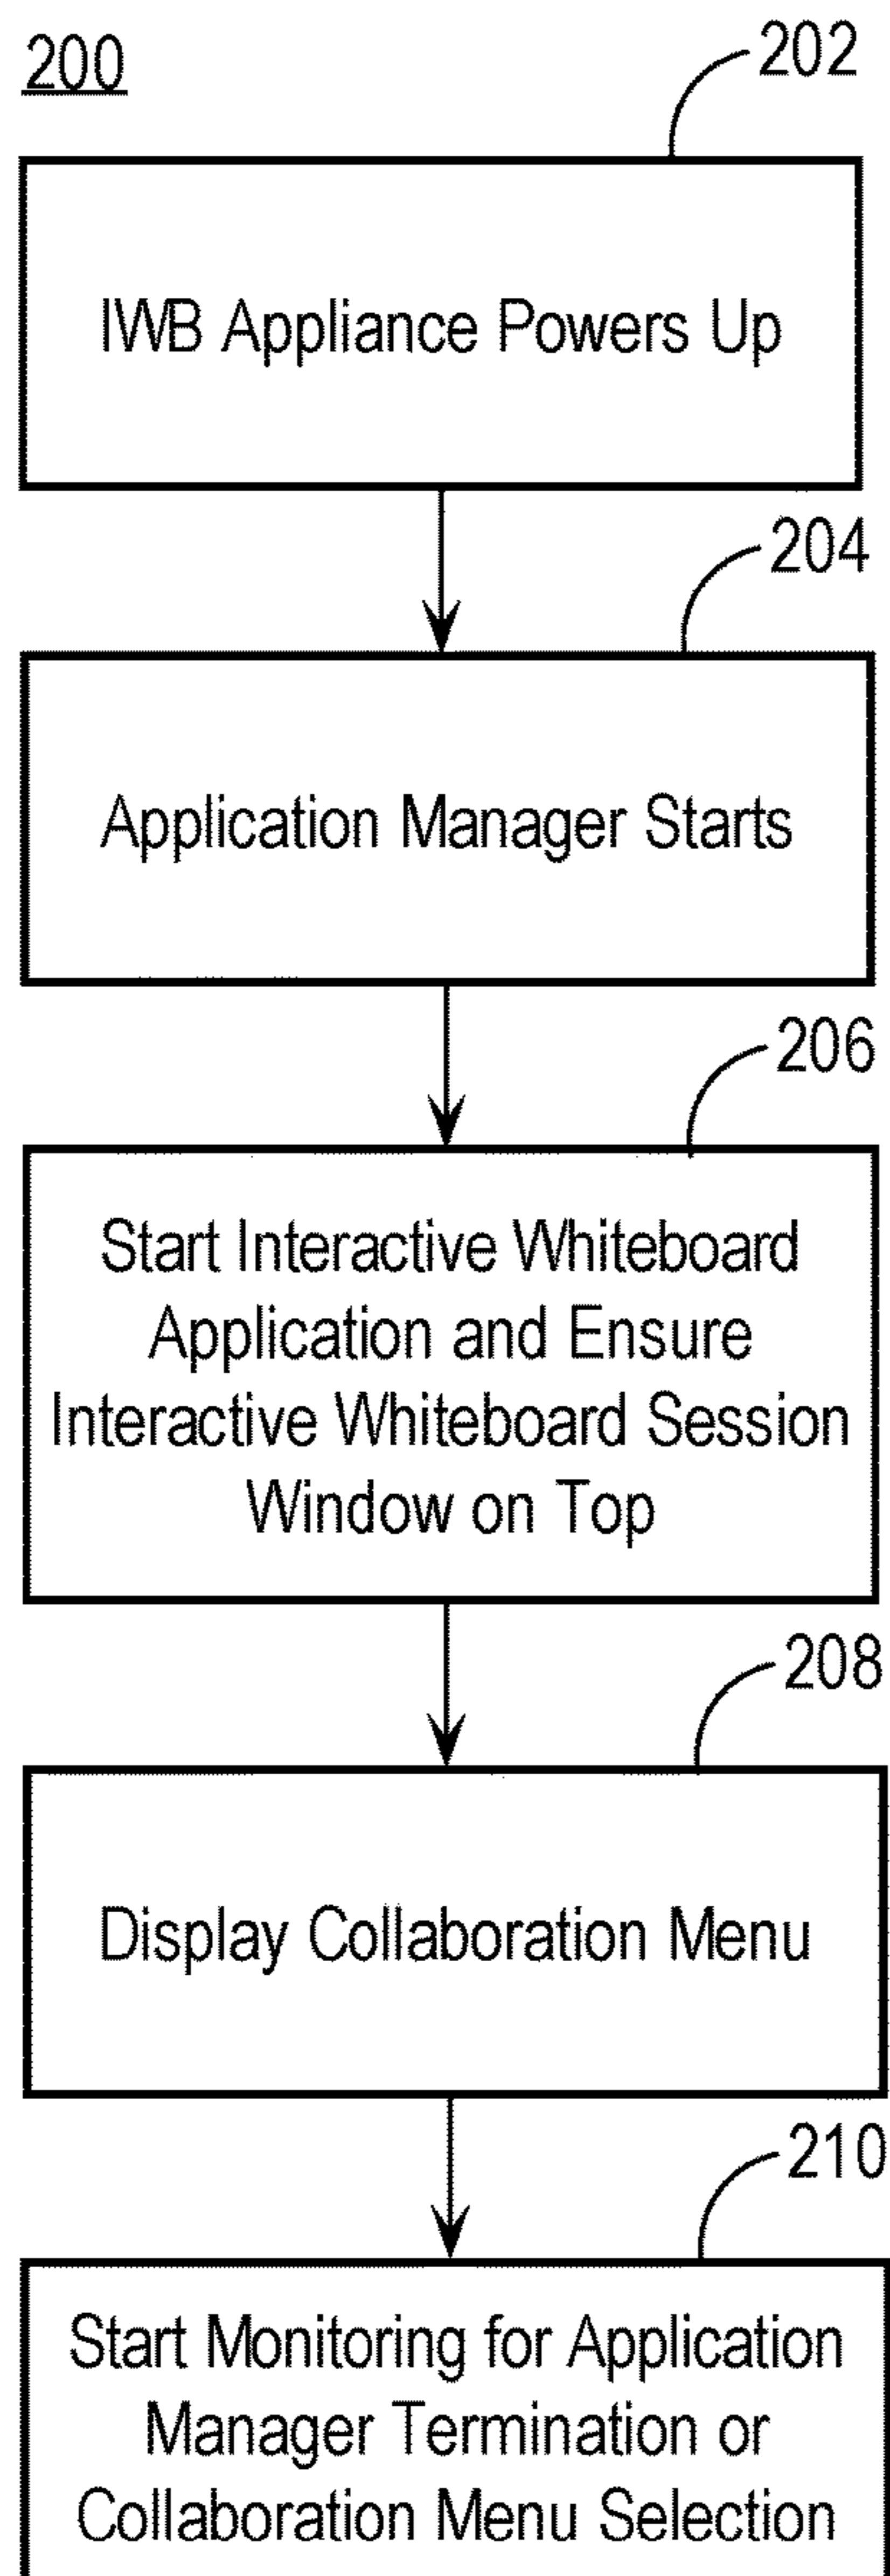 200
202
IWB Appliance Powers Up
204
Application Manager Starts
206
Start Interactive Whiteboard
Application and Ensure
Interactive Whiteboard Session
Window on Top
208
Display Collaboration Menu
210
Start Monitoring for Application
Manager Termination or
Collaboration Menu Selection